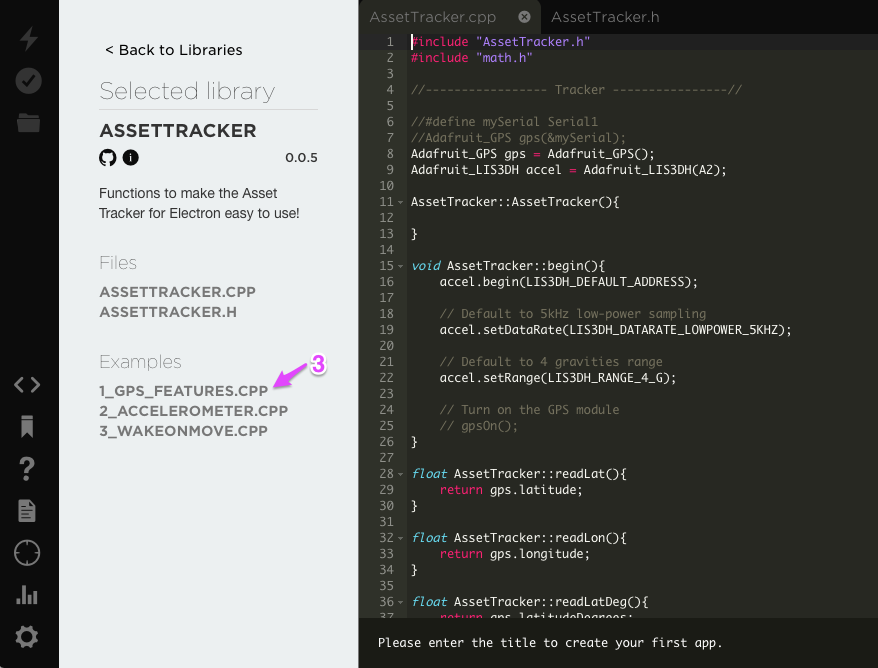 < Back to Libraries
Selected library
ASSETTRACKER
0.0.5
Functions to make the Asset
Tracker for Electron easy to use!
Files
ASSETTRACKER.CPP
ASSETTRACKER.H
Examples
3
1_GPS_FEATURES.CPP
2_ACCELEROMETER.CPP
3_WAKEONMOVE.CPP
AssetTracker.cpp
AssetTracker.h
1 #include "AssetTracker.h"
2 #include "math.h"
3
4 //----------------- Tracker ----------------//
5
6 //#define mySerial Serial1
7 //Adafruit_GPS gps(&mySerial);
8 Adafruit_GPS gps = Adafruit_GPS();
9 Adafruit_LIS3DH accel = Adafruit_LIS3DH(A2);
10
11 AssetTracker::AssetTracker(){
12
13 }
14
15 void AssetTracker::begin(){
16     accel.begin(LIS3DH_DEFAULT_ADDRESS);
17
18     // Default to 5kHz low-power sampling
19     accel.setDataRate(LIS3DH_DATARATE_LOWPOWER_5KHZ);
20
21     // Default to 4 gravities range
22     accel.setRange(LIS3DH_RANGE_4_G);
23
24     // Turn on the GPS module
25     // gpsOn();
26 }
27
28 float AssetTracker::readLat(){
29     return gps.latitude;
30 }
31
32 float AssetTracker::readLon(){
33     return gps.longitude;
34 }
35
36 float AssetTracker::readLatDeg(){
37     return gps.latitudeDegrees;
Please enter the title to create your first app.